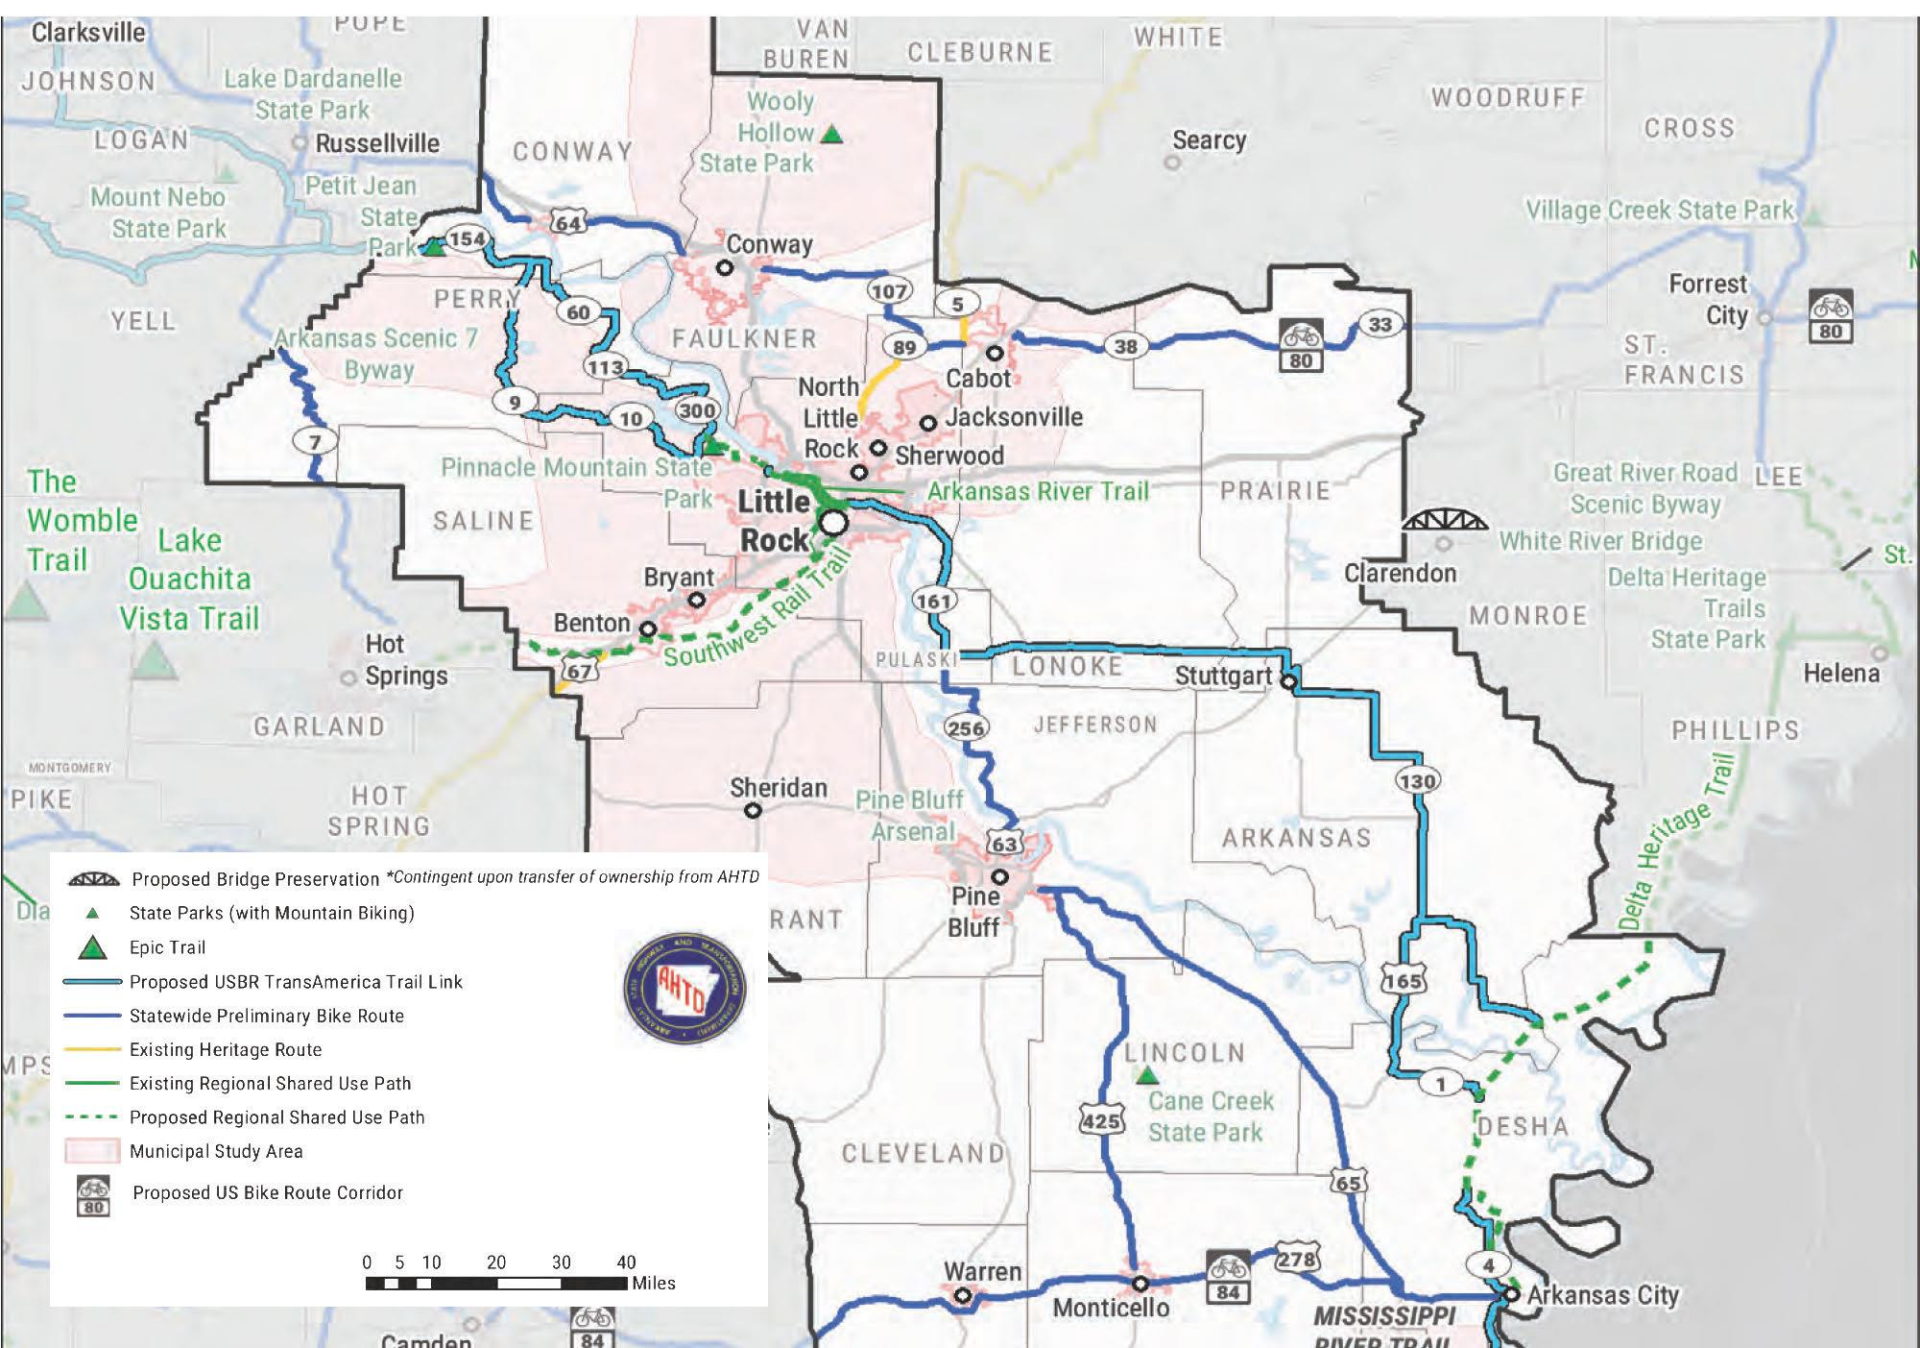 Clarksville
POPE
VAN
BUREN
CLEBURNE
WHITE
JOHNSON
Lake Dardanelle
State Park
WOODRUFF
CROSS
LOGAN
Russellville
CONWAY
Wooly
Hollow
State Park
Searcy
Mount Nebo
State Park
Petit Jean
State
Park
154
64
Conway
Village Creek State Park
PERRY
60
107
5
Forrest
City
80
YELL
Arkansas Scenic 7
Byway
FAULKNER
89
38
80
33
ST.
FRANCIS
113
North
Little
Rock
Cabot
9
10
300
Jacksonville
7
Sherwood
Pinnacle Mountain State
Park
Little
Rock
Arkansas River Trail
PRAIRIE
Great River Road
Scenic Byway
LEE
The
Womble
Trail
SALINE
White River Bridge
St.
Lake
Ouachita
Vista Trail
Bryant
Clarendon
Delta Heritage
Trails
State Park
Benton
Southwest Rail Trail
161
MONROE
Hot
Springs
67
PULASKI
LONOKE
Stuttgart
Helena
GARLAND
256
JEFFERSON
PHILLIPS
MONTGOMERY
PIKE
HOT
SPRING
Sheridan
Pine Bluff
Arsenal
130
63
ARKANSAS
Delta Heritage Trail
Pine
Bluff
RANT
Dia
MPS
165
LINCOLN
1
Cane Creek
State Park
425
DESHA
CLEVELAND
65
Warren
Monticello
84
278
4
Arkansas City
MISSISSIPPI
RIVER TRAIL
Camden
84
Proposed Bridge Preservation *Contingent upon transfer of ownership from AHTD
State Parks (with Mountain Biking)
Epic Trail
Proposed USBR TransAmerica Trail Link
Statewide Preliminary Bike Route
Existing Heritage Route
Existing Regional Shared Use Path
Proposed Regional Shared Use Path
Municipal Study Area
80
Proposed US Bike Route Corridor
AHTD
0 5 10 20 30 40
Miles